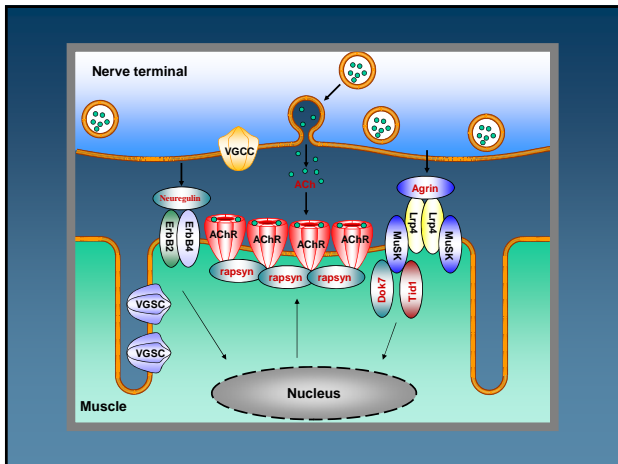 Nerve terminal
VGCC
ACh
Neuregulin
Agrin
ErbB2
ErbB4
AChR
AChR
AChR
AChR
Lrp4
Lrp4
MuSK
MuSK
rapsyn
rapsyn
rapsyn
Dok7
Tid1
VGSC
VGSC
Nucleus
Muscle